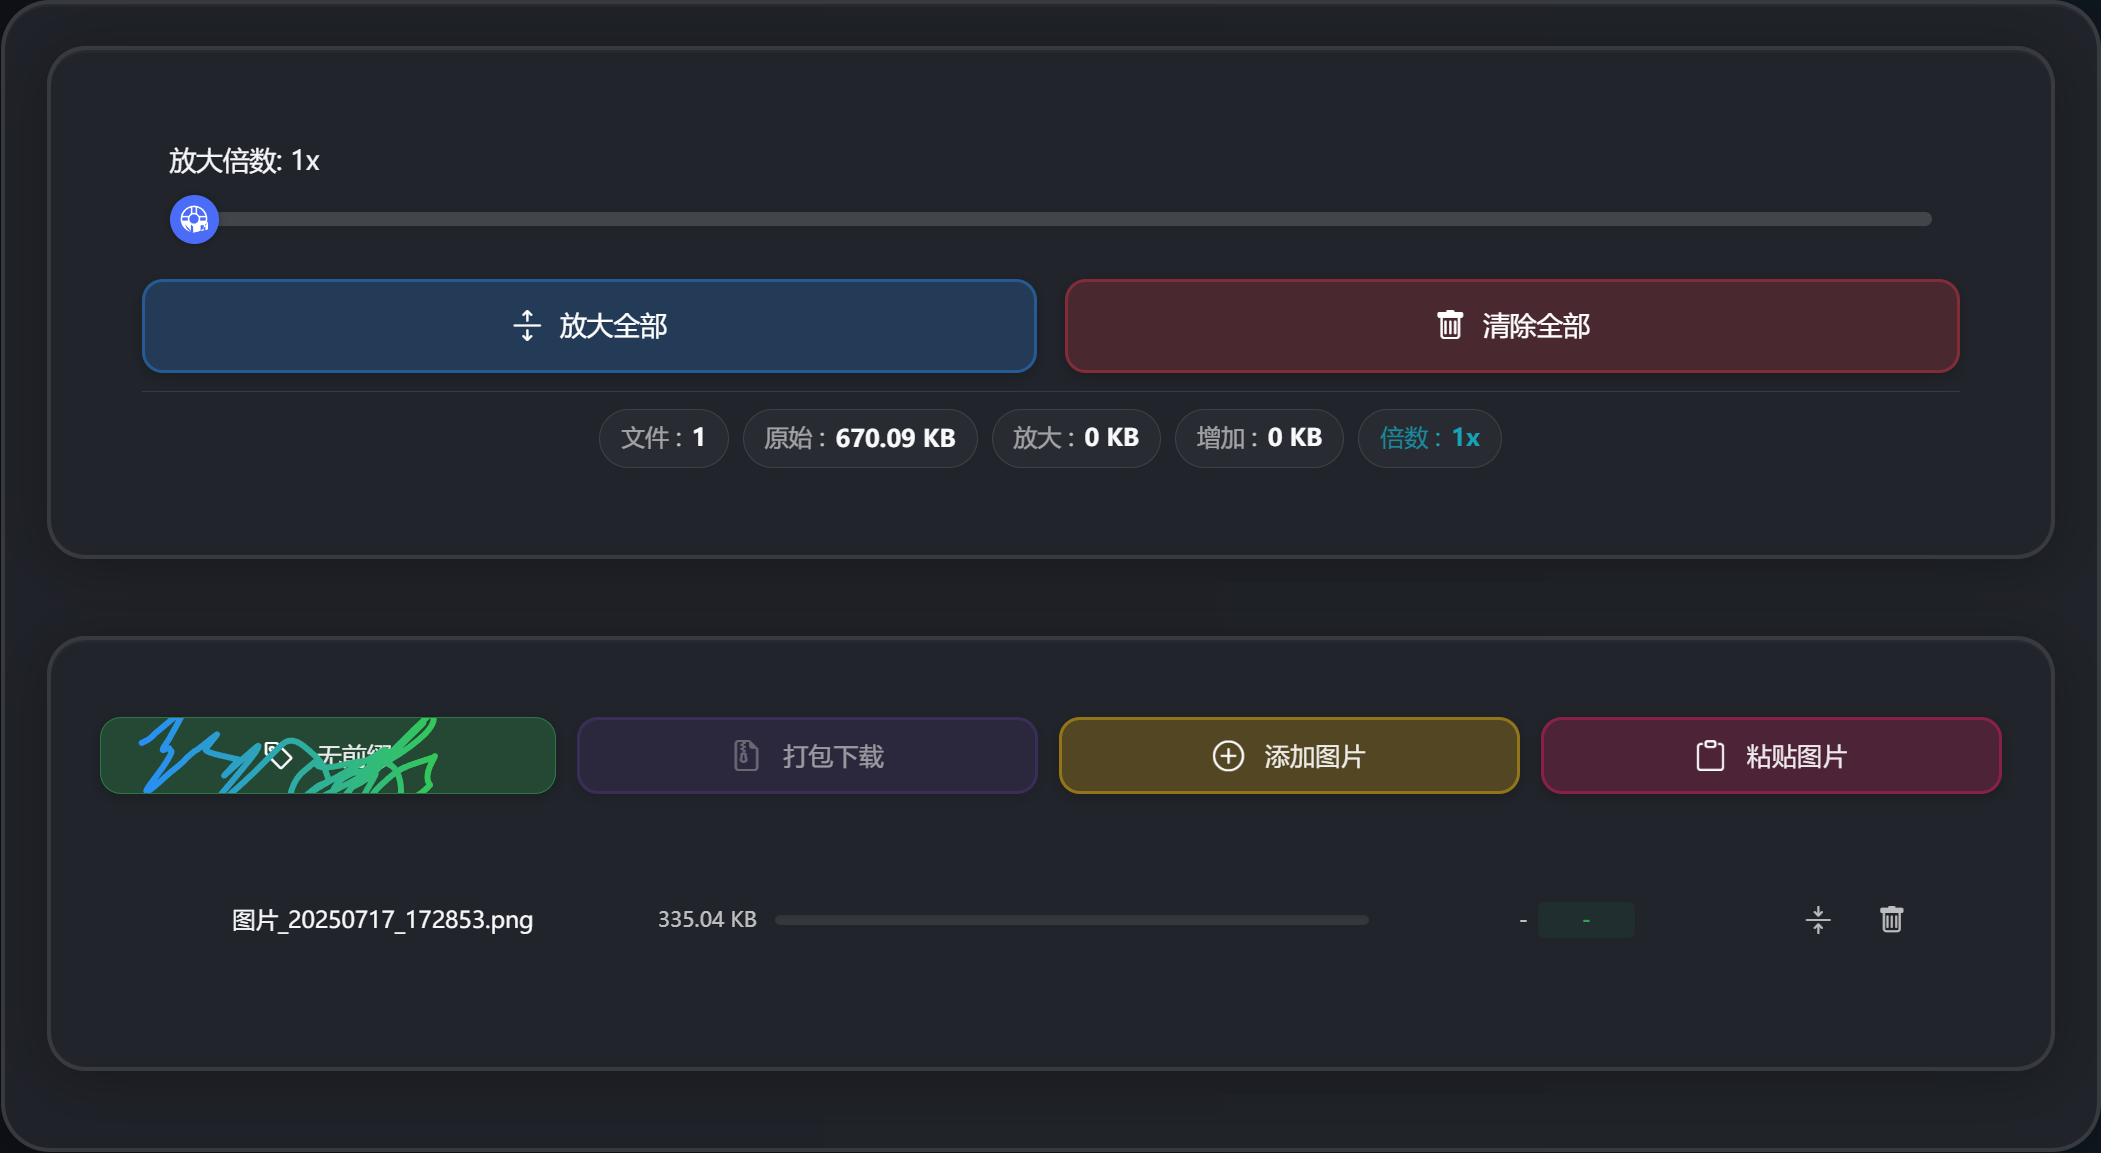 放大倍数: 1x
放大全部
清除全部
文件 : 1
原始 : 670.09 KB
放大 : 0 KB
增加 : 0 KB
倍数 : 1x
无前缀
打包下载
添加图片
粘贴图片
图片_20250717_172853.png
335.04 KB
-
-